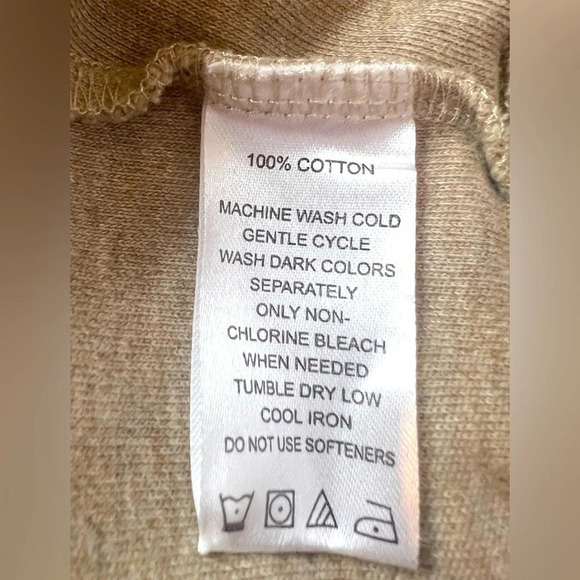 100% COTTON
MACHINE WASH COLD
GENTLE CYCLE
WASH DARK COLORS
SEPARATELY
ONLY NON-
CHLORINE BLEACH
WHEN NEEDED
TUMBLE DRY LOW
COOL IRON
DO NOT USE SOFTENERS